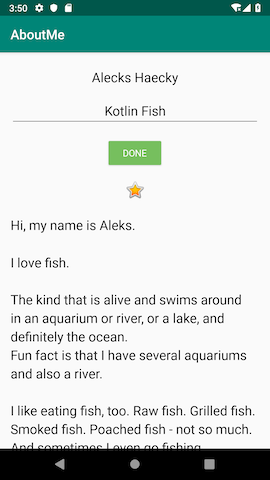 3:50
AboutMe
Alecks Haecky
Kotlin Fish
DONE
Hi, my name is Aleks.
I love fish.
The kind that is alive and swims around
in an aquarium or river, or a lake, and
definitely the ocean.
Fun fact is that I have several aquariums
and also a river.
I like eating fish, too. Raw fish. Grilled fish.
Smoked fish. Poached fish - not so much.
And sometimes I even go fishing.